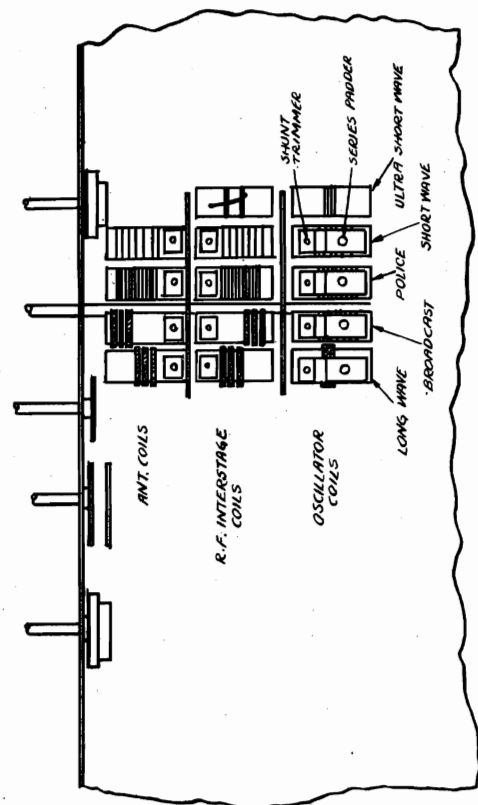 ANT. COILS
R.F. INTERSTAGE
COILS
OSCILLATOR
COILS
SHUNT
TRIMMER
SERIES PADDER
LONG WAVE
BROADCAST
POLICE
SHORT WAVE
ULTRA SHORT WAVE